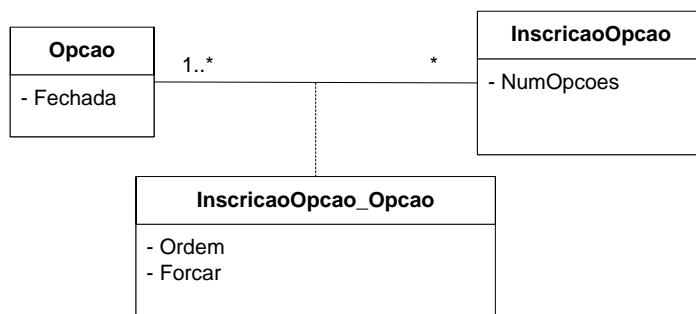 Opcao
- Fechada
1..*
*
InscricaoOpcao
- NumOpcoes
InscricaoOpcao_Opcao
- Ordem
- Forcar